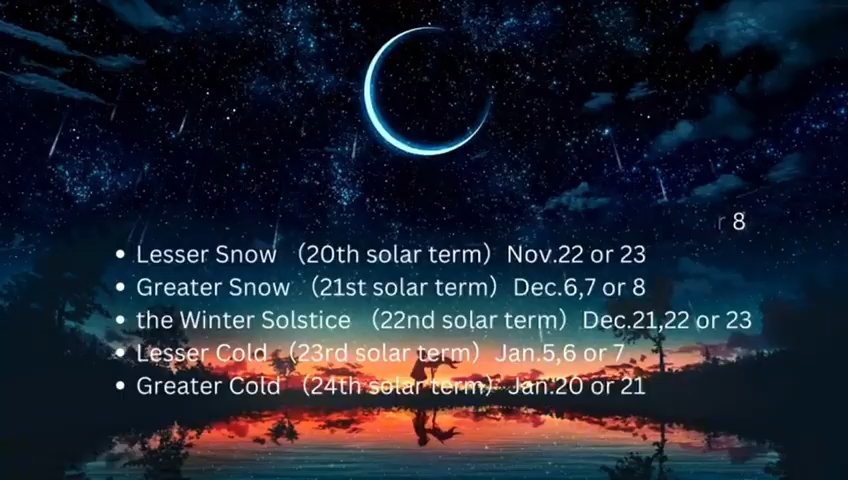 r 8
• Lesser Snow （20th solar term）Nov.22 or 23
• Greater Snow （21st solar term）Dec.6,7 or 8
• the Winter Solstice （22nd solar term）Dec.21,22 or 23
• Lesser Cold （23rd solar term）Jan.5,6 or 7
• Greater Cold （24th solar term）Jan.20 or 21